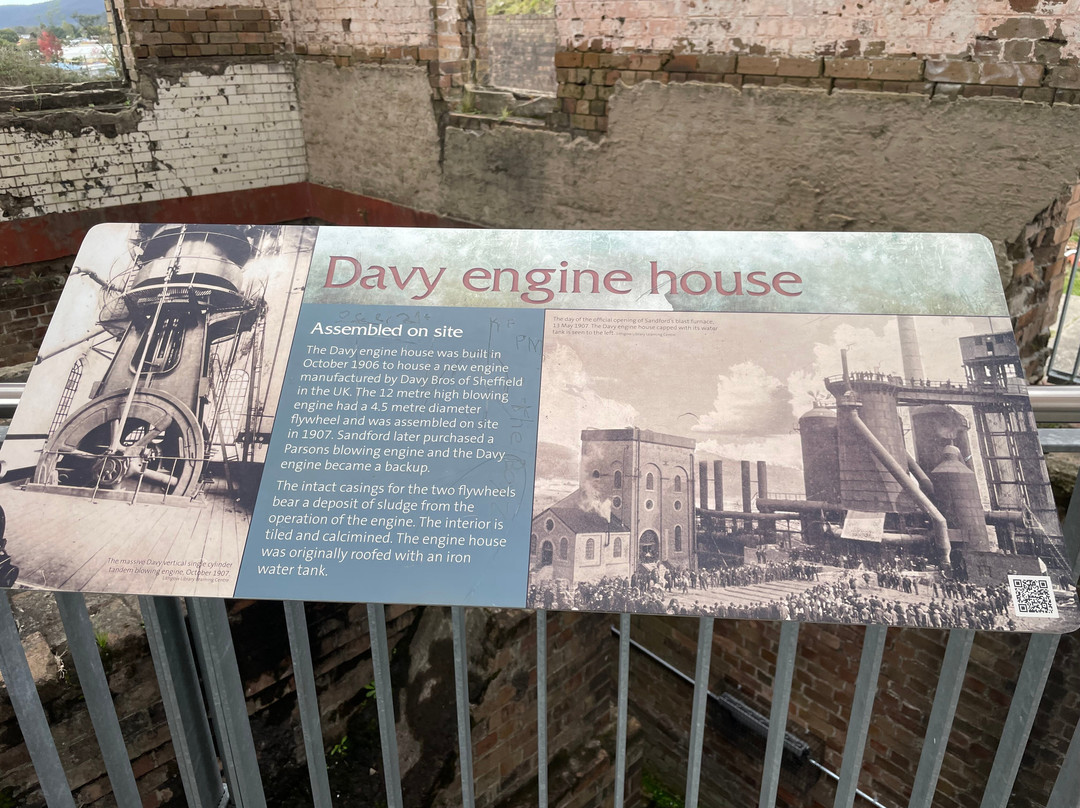 Davy engine house
Assembled on site
The Davy engine house was built in
October 1906 to house a new engine
manufactured by Davy Bros of Sheffield
in the UK. The 12 metre high blowing
engine had a 4.5 metre diameter
flywheel and was assembled on site
in 1907. Sandford later purchased a
Parsons blowing engine and the Davy
engine became a backup.
The intact casings for the two flywheels
bear a deposit of sludge from the
operation of the engine. The interior is
tiled and calcimined. The engine house
was originally roofed with an iron
water tank.
The massive Davy vertical single cylinder
tandem blowing engine, October 1907.
The day of the official opening of Sandford's blast furnace,
13 May 1907. The Davy engine house capped with its water
tank is seen to the left.